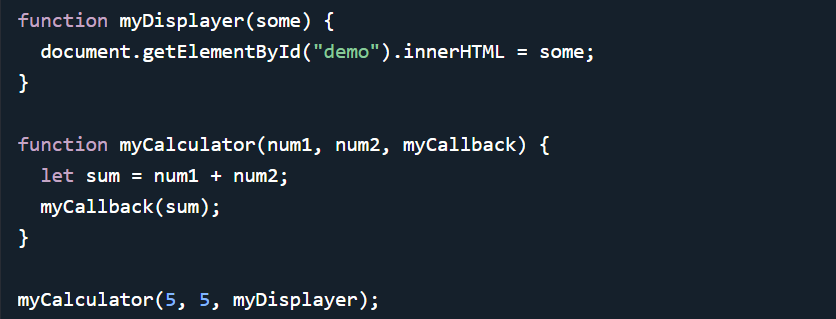 function myDisplayer(some) {
  document.getElementById("demo").innerHTML = some;
}

function myCalculator(num1, num2, myCallback) {
  let sum = num1 + num2;
  myCallback(sum);
}

myCalculator(5, 5, myDisplayer);